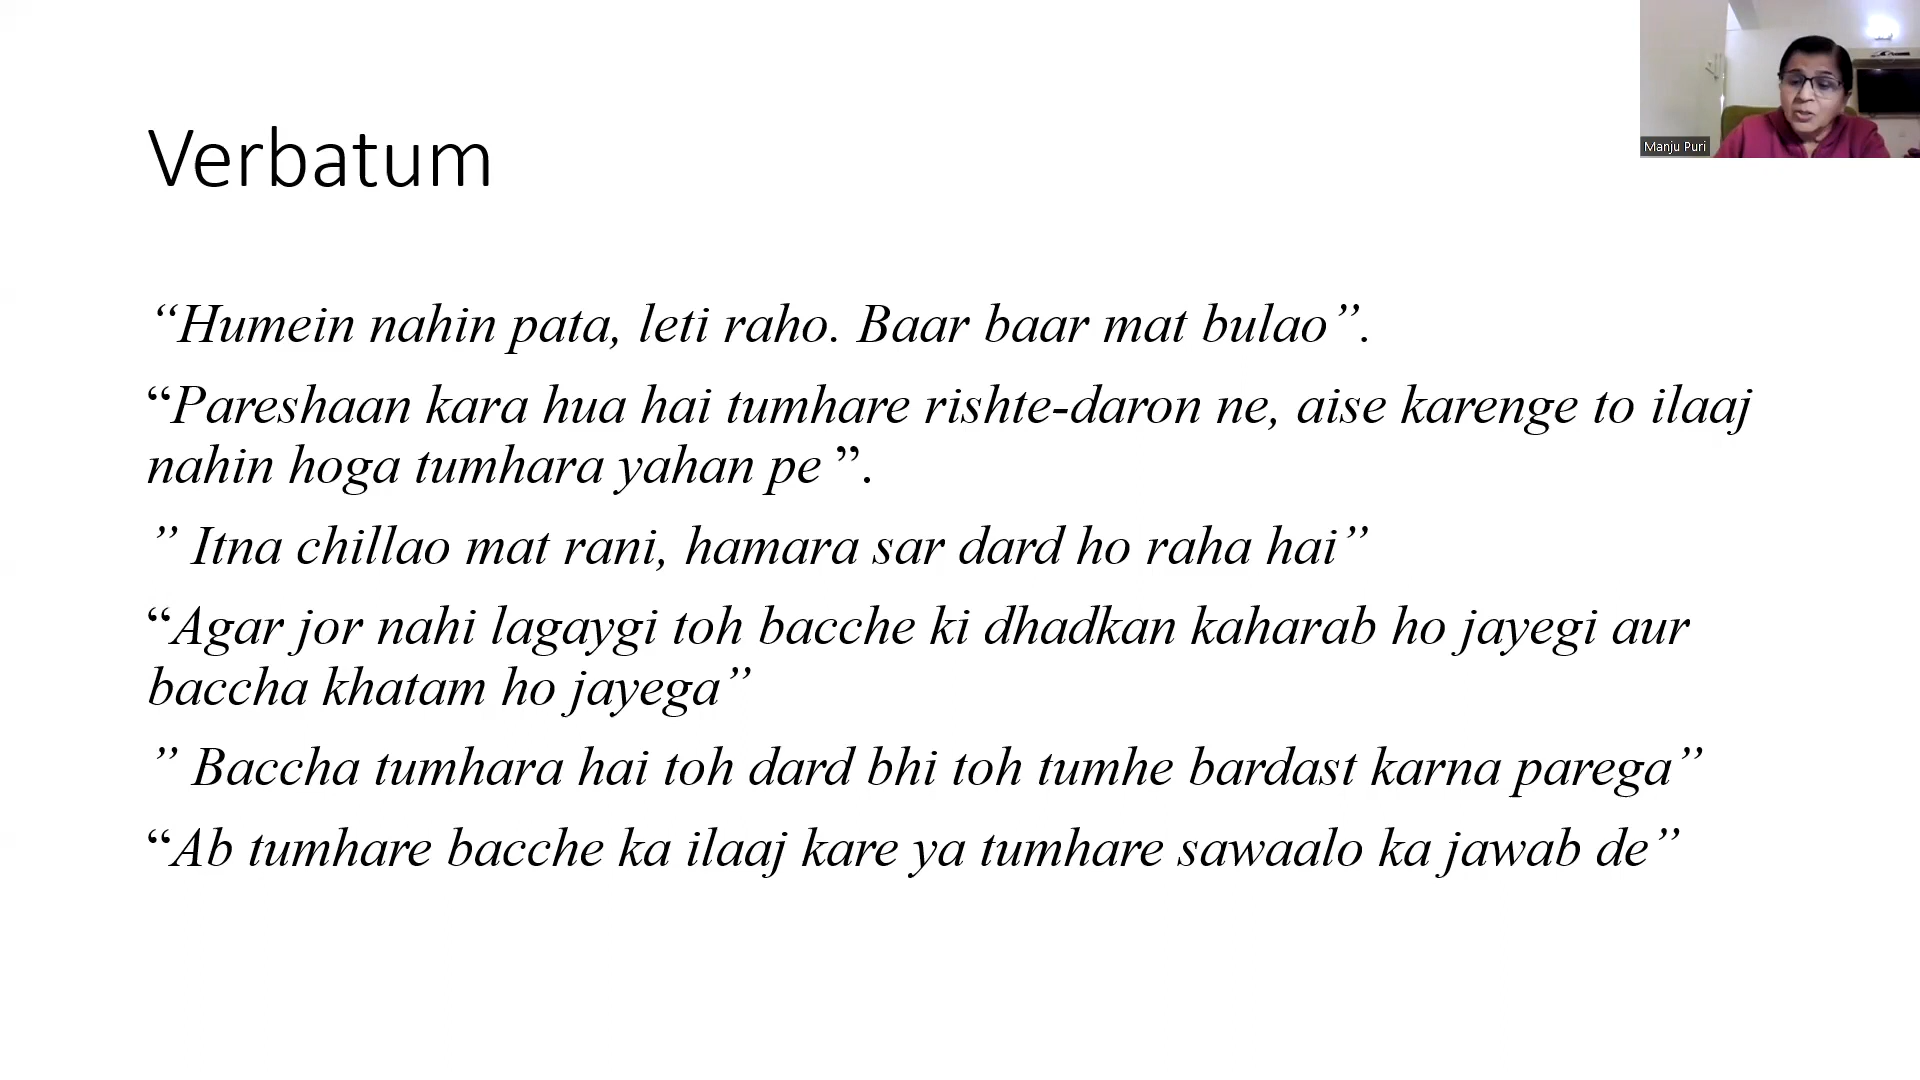 Manju Puri
Verbatum
“Humein nahin pata, leti raho. Baar baar mat bulao”.
“Pareshaan kara hua hai tumhare rishte-daron ne, aise karenge to ilaaj
nahin hoga tumhara yahan pe ”.
” Itna chillao mat rani, hamara sar dard ho raha hai”
“Agar jor nahi lagaygi toh bacche ki dhadkan kaharab ho jayegi aur
baccha khatam ho jayega”
” Baccha tumhara hai toh dard bhi toh tumhe bardast karna parega”
“Ab tumhare bacche ka ilaaj kare ya tumhare sawaalo ka jawab de”